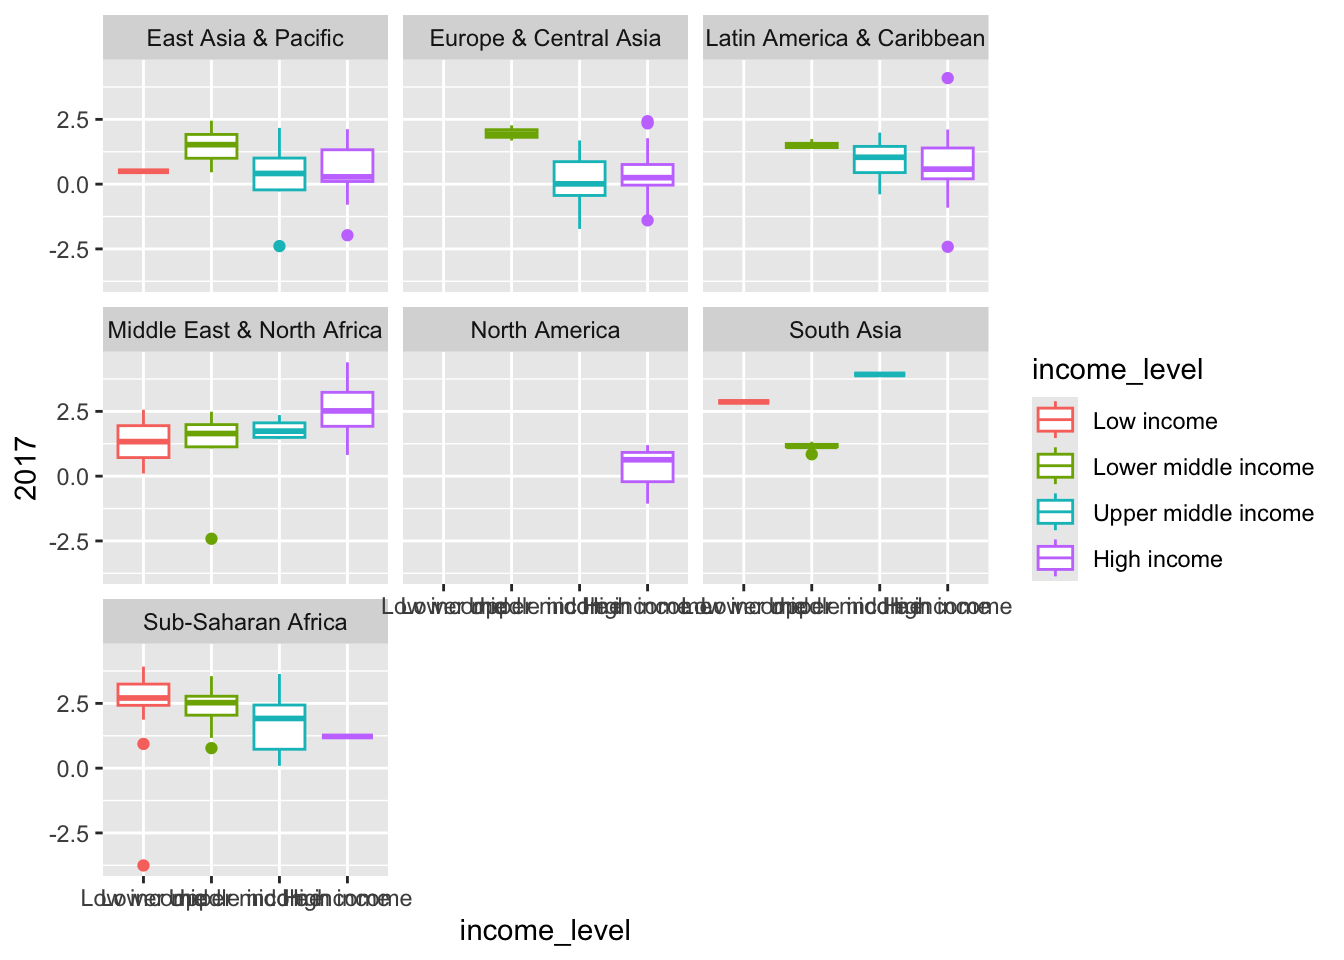 East Asia & Pacific
Europe & Central Asia
Latin America & Caribbean
2.5
0.0
-2.5
Middle East & North Africa
North America
South Asia
2.5
0.0
-2.5
2017
income_level
Low income
Lower middle income
Upper middle income
High income
Sub-Saharan Africa
2.5
0.0
-2.5
income_level